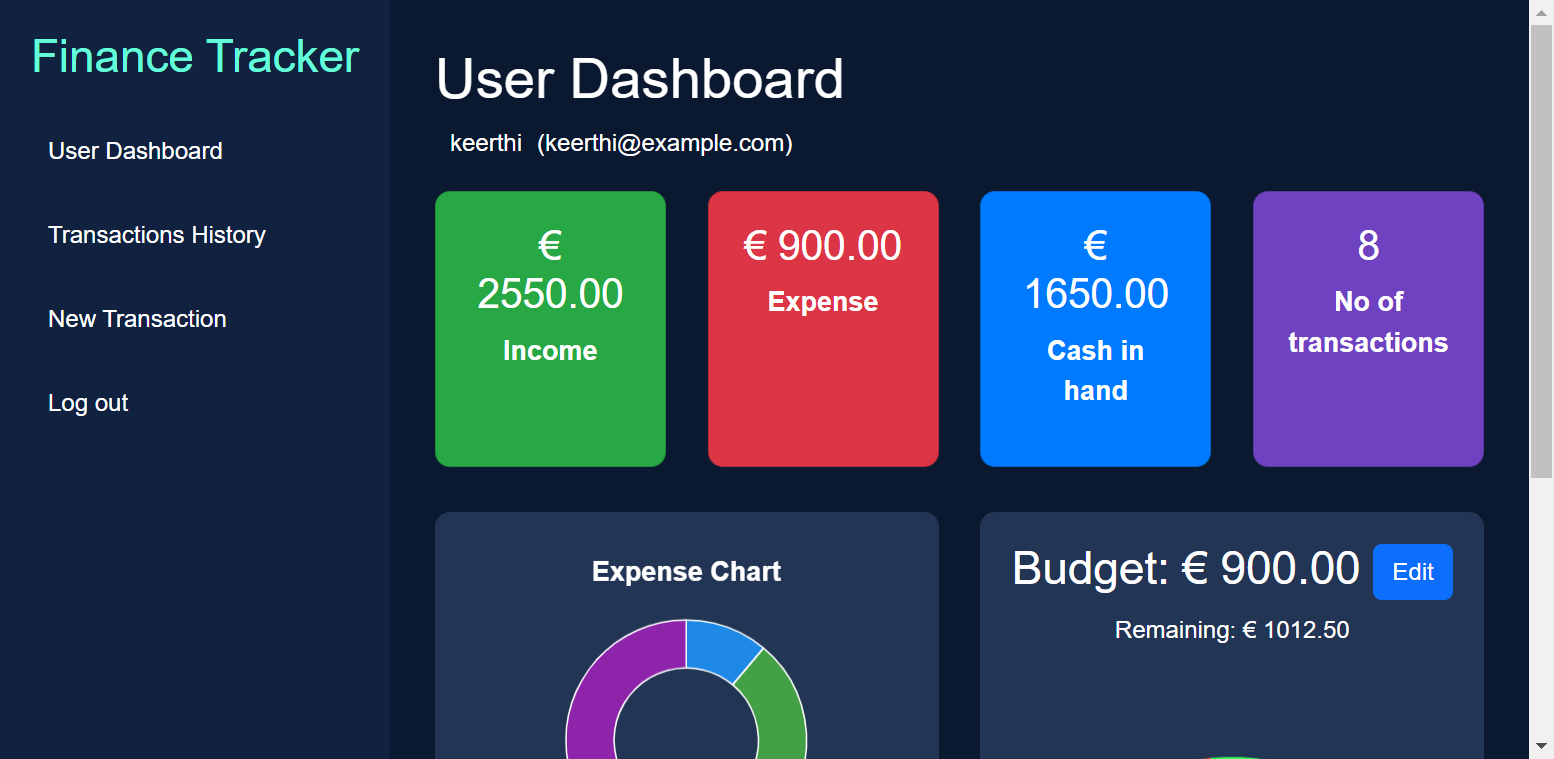 Finance Tracker
User Dashboard
Transactions History
New Transaction
Log out
User Dashboard
keerthi (keerthi@example.com)
€
2550.00
Income
€ 900.00
Expense
€
1650.00
Cash in
hand
8
No of
transactions
Expense Chart
Budget: € 900.00 Edit
Remaining: € 1012.50